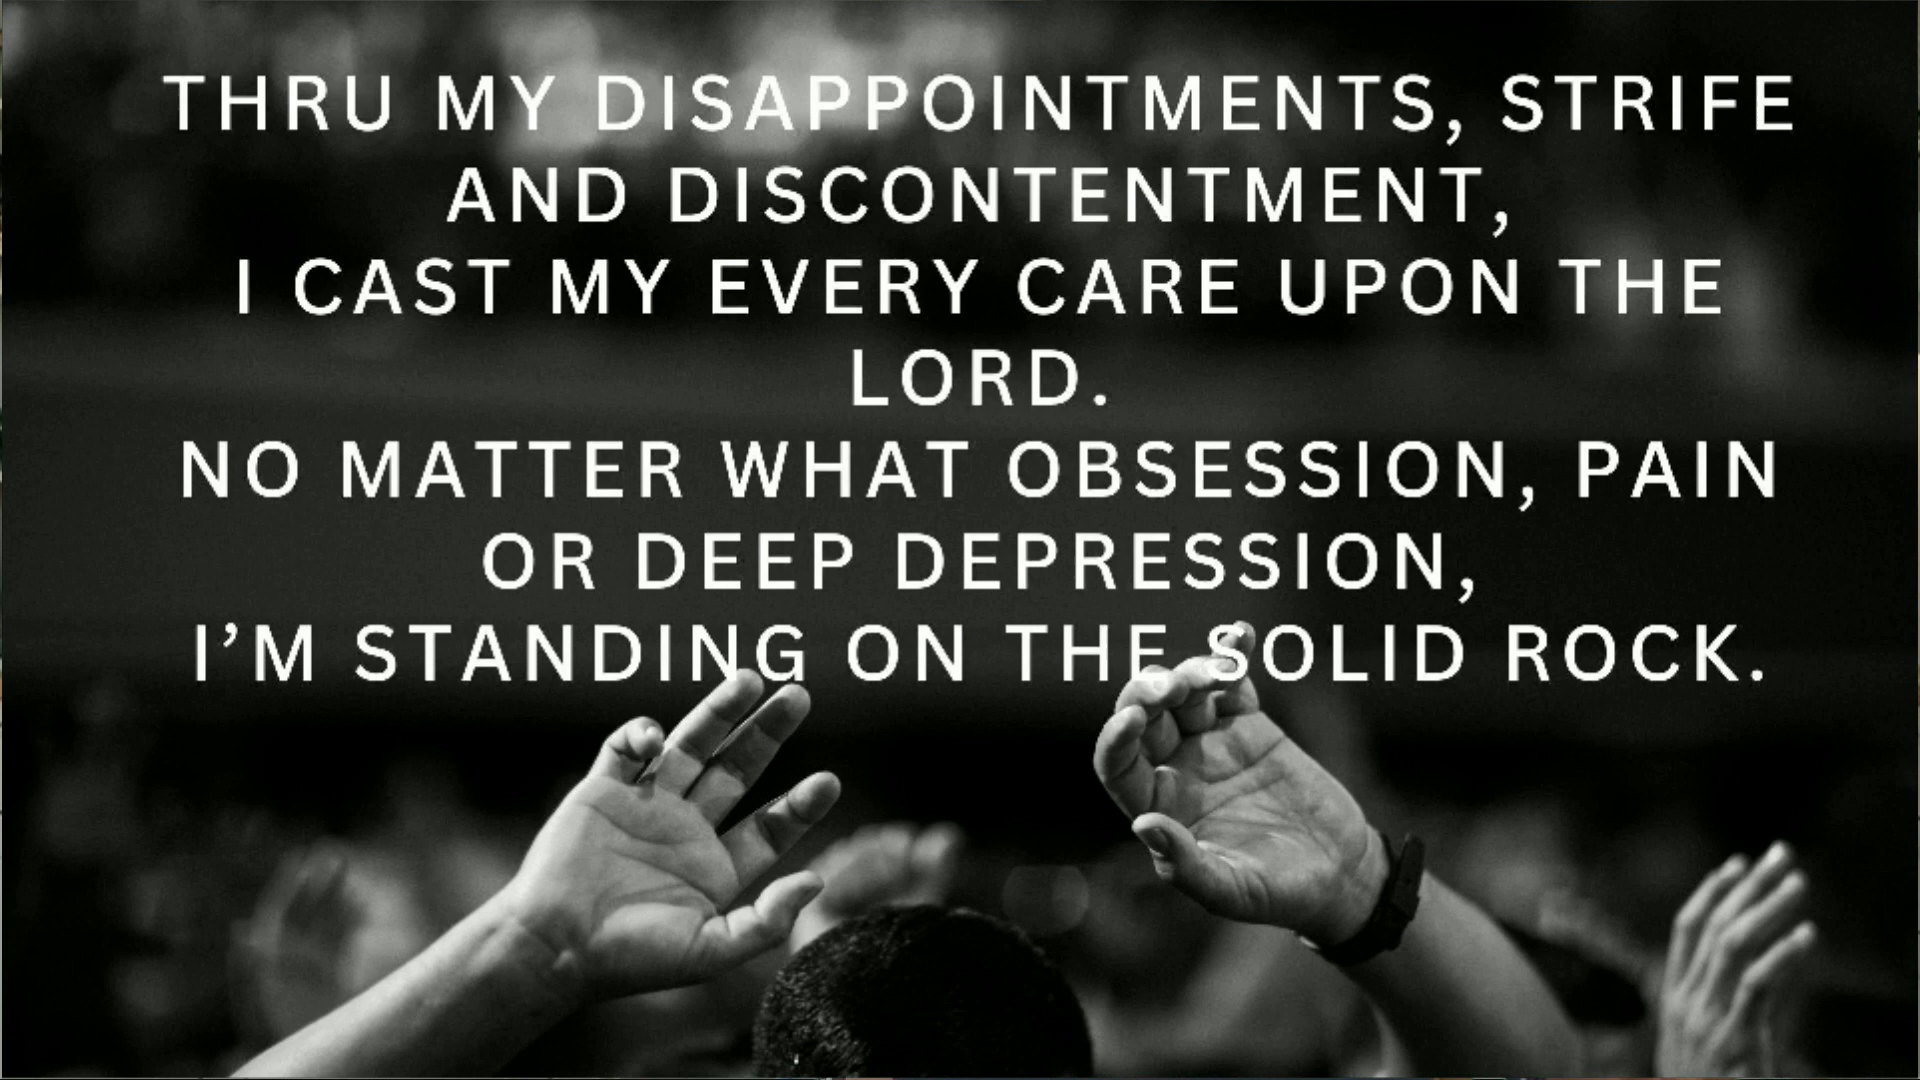 THRU MY DISAPPOINTMENTS, STRIFE
AND DISCONTENTMENT,
I CAST MY EVERY CARE UPON THE
LORD.
NO MATTER WHAT OBSESSION, PAIN
OR DEEP DEPRESSION,
I’M STANDING ON THE SOLID ROCK.